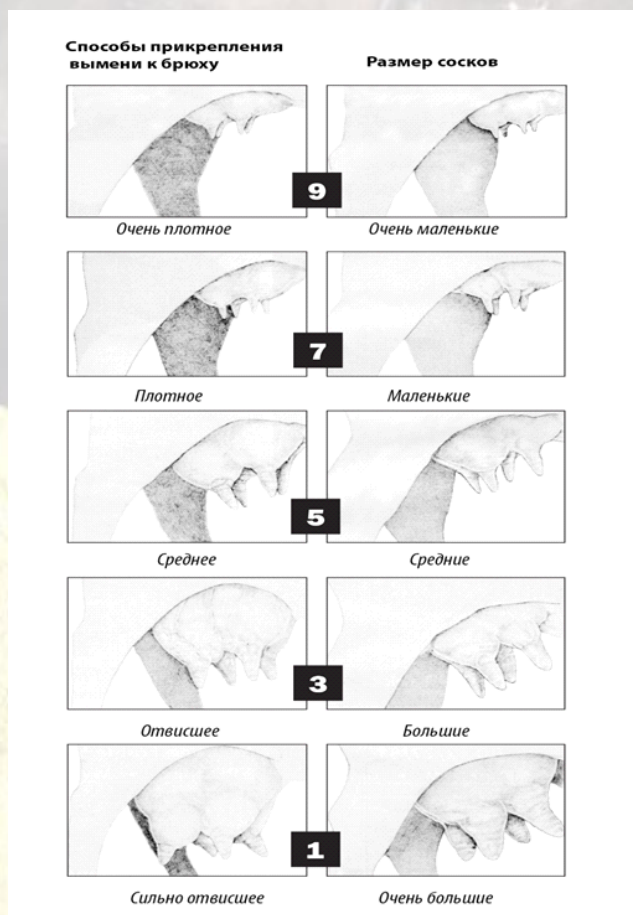 Способы прикрепления
вымени к брюху
Размер сосков
9
Очень плотное
Очень маленькие
7
Плотное
Маленькие
5
Среднее
Средние
3
Отвисшее
Большие
1
Сильно отвисшее
Очень большие